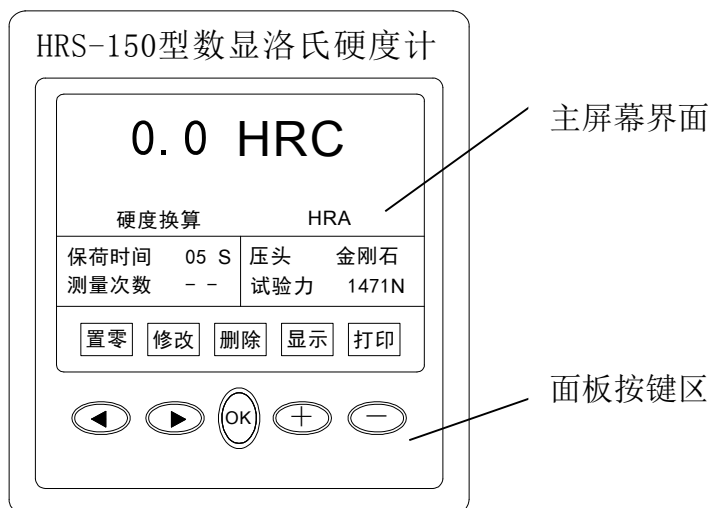 HRS-150型数显洛氏硬度计
0.0 HRC
主屏幕界面
硬度换算 HRA
保荷时间 05 S 压头 金刚石
测量次数 -- 试验力 1471N
置零 修改 删除 显示 打印
面板按键区
OK + -